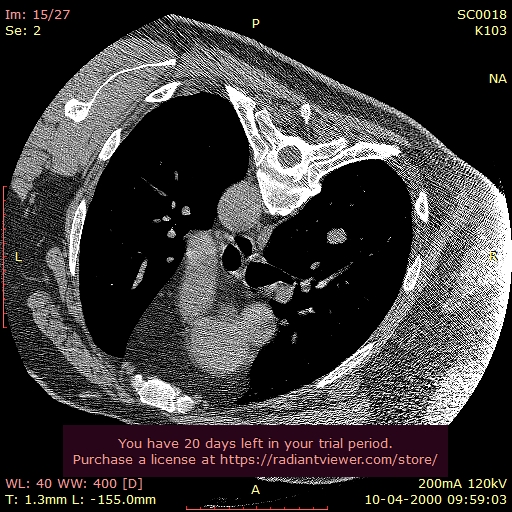 Im: 15/27
Se: 2
P
SC0018
K103
NA
L
R
You have 20 days left in your trial period.
Purchase a license at https://radiantviewer.com/store/
WL: 40 WW: 400 [D]
T: 1.3mm L: -155.0mm
A
200mA 120kV
10-04-2000 09:59:03